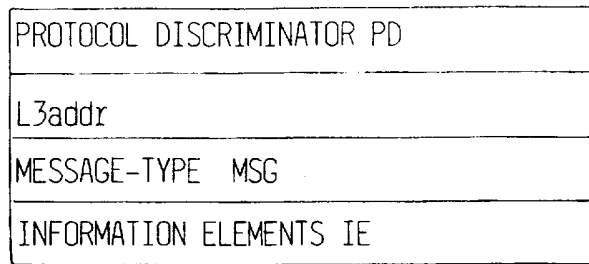 PROTOCOL DISCRIMINATOR PD
L3addr
MESSAGE-TYPE MSG
INFORMATION ELEMENTS IE